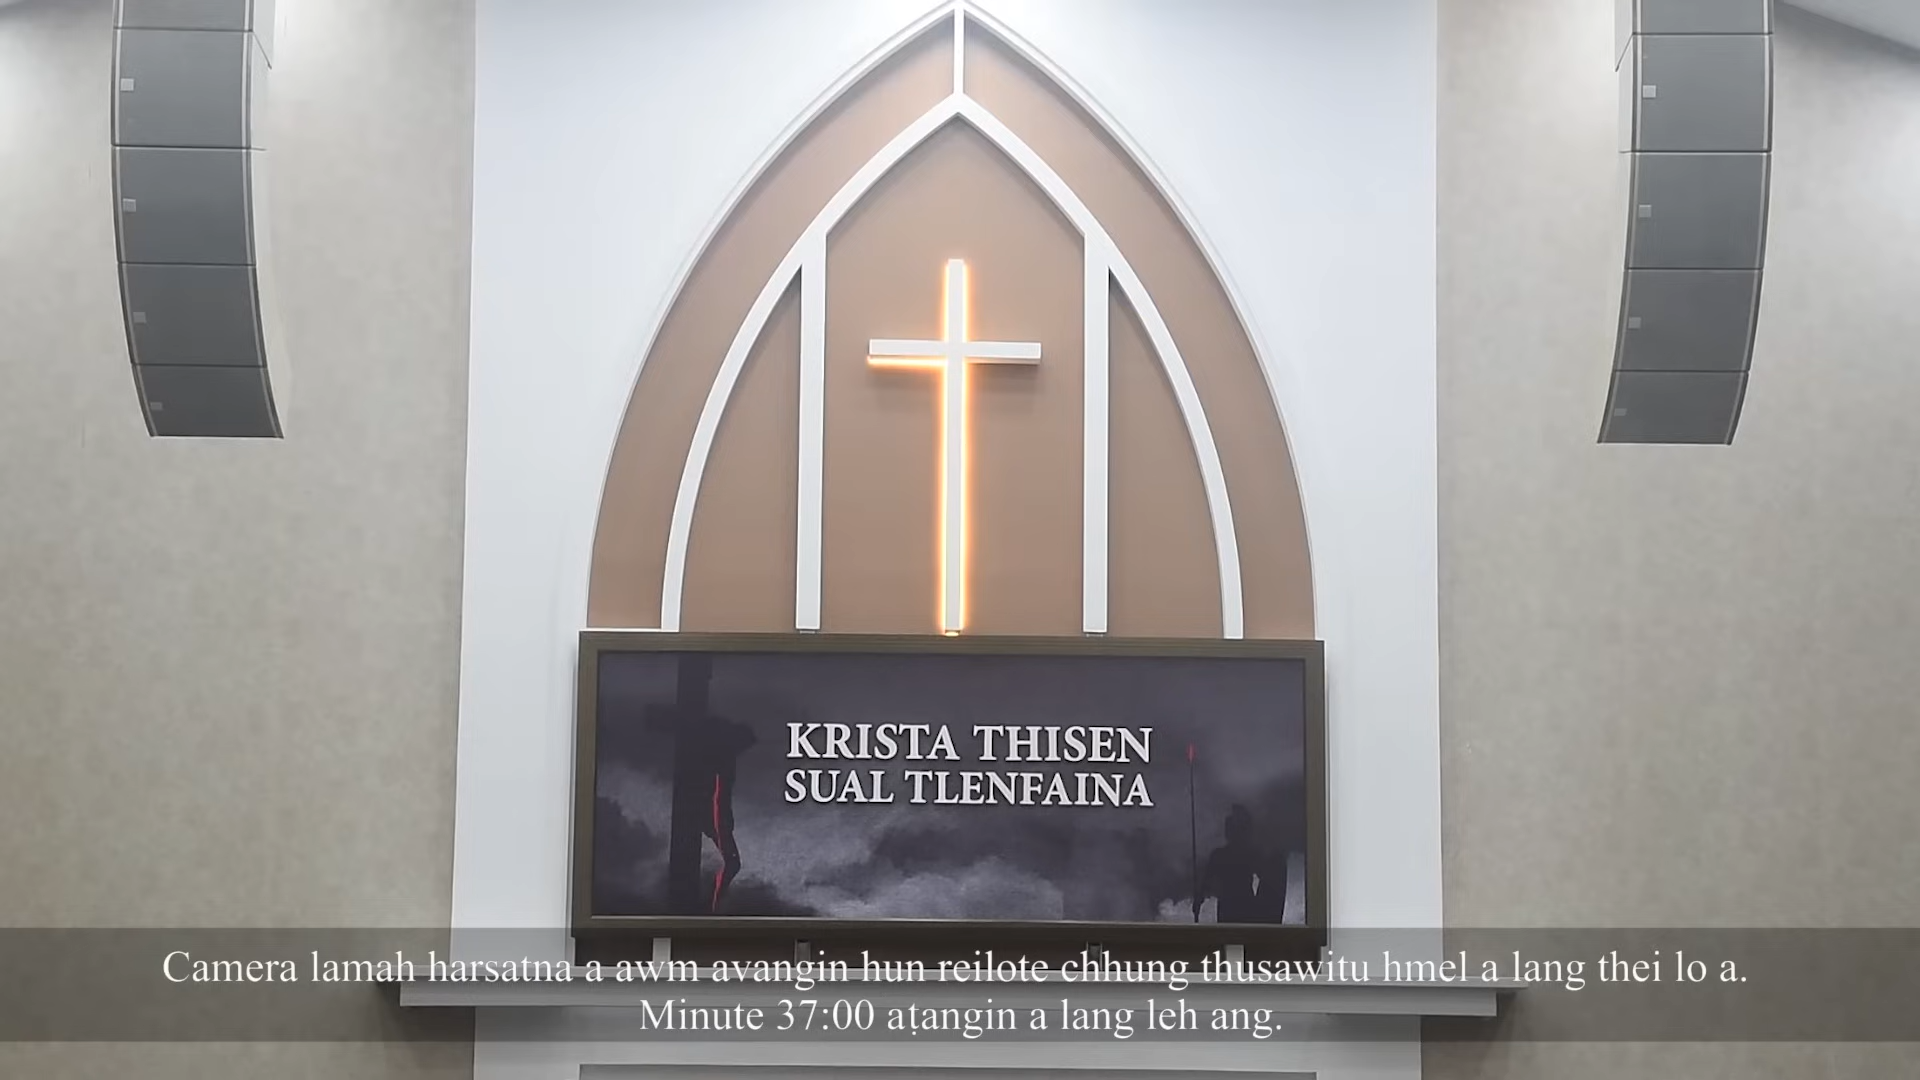 KRISTA THISEN
SUAL TLENFAINA
Camera lamah harsatna a awm avangin hun reilote chhung thusawitu hmel a lang thei lo a.
Minute 37:00 aṭangin a lang leh ang.